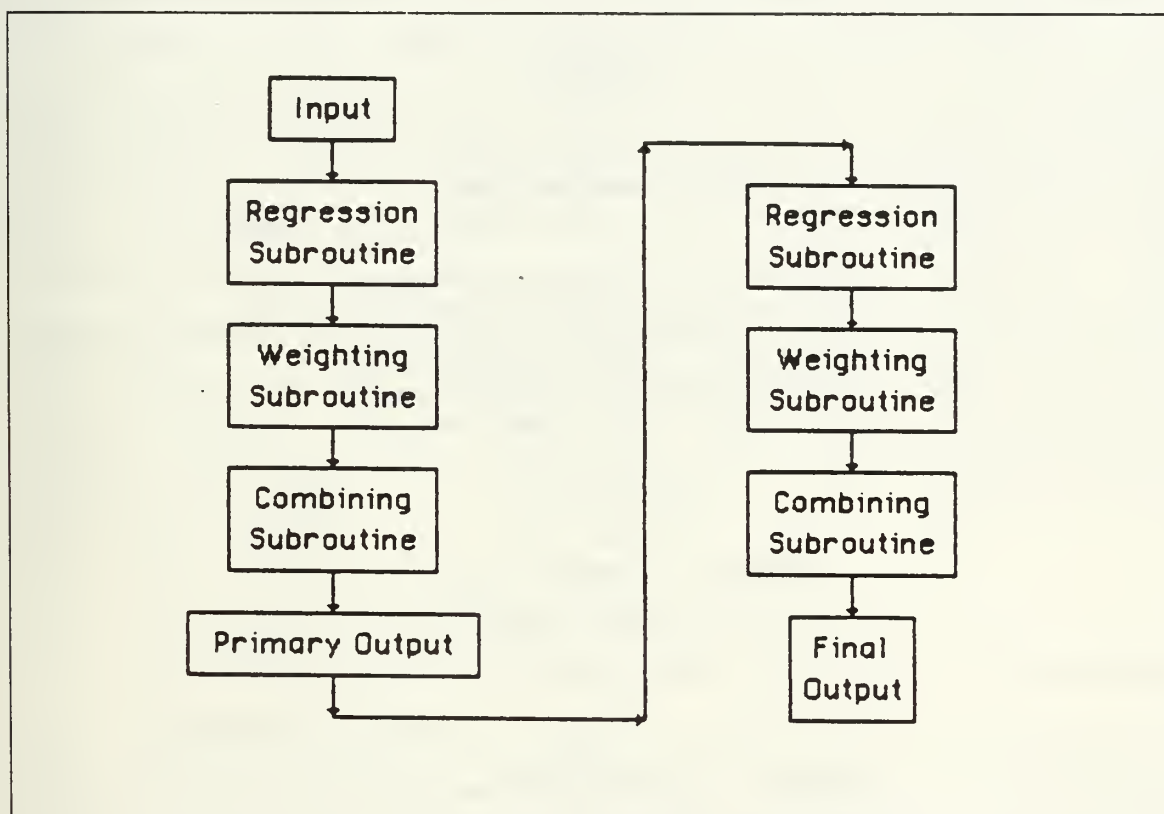 Input
Regression
Subroutine
Weighting
Subroutine
Combining
Subroutine
Primary Output
Regression
Subroutine
Weighting
Subroutine
Combining
Subroutine
Final
Output